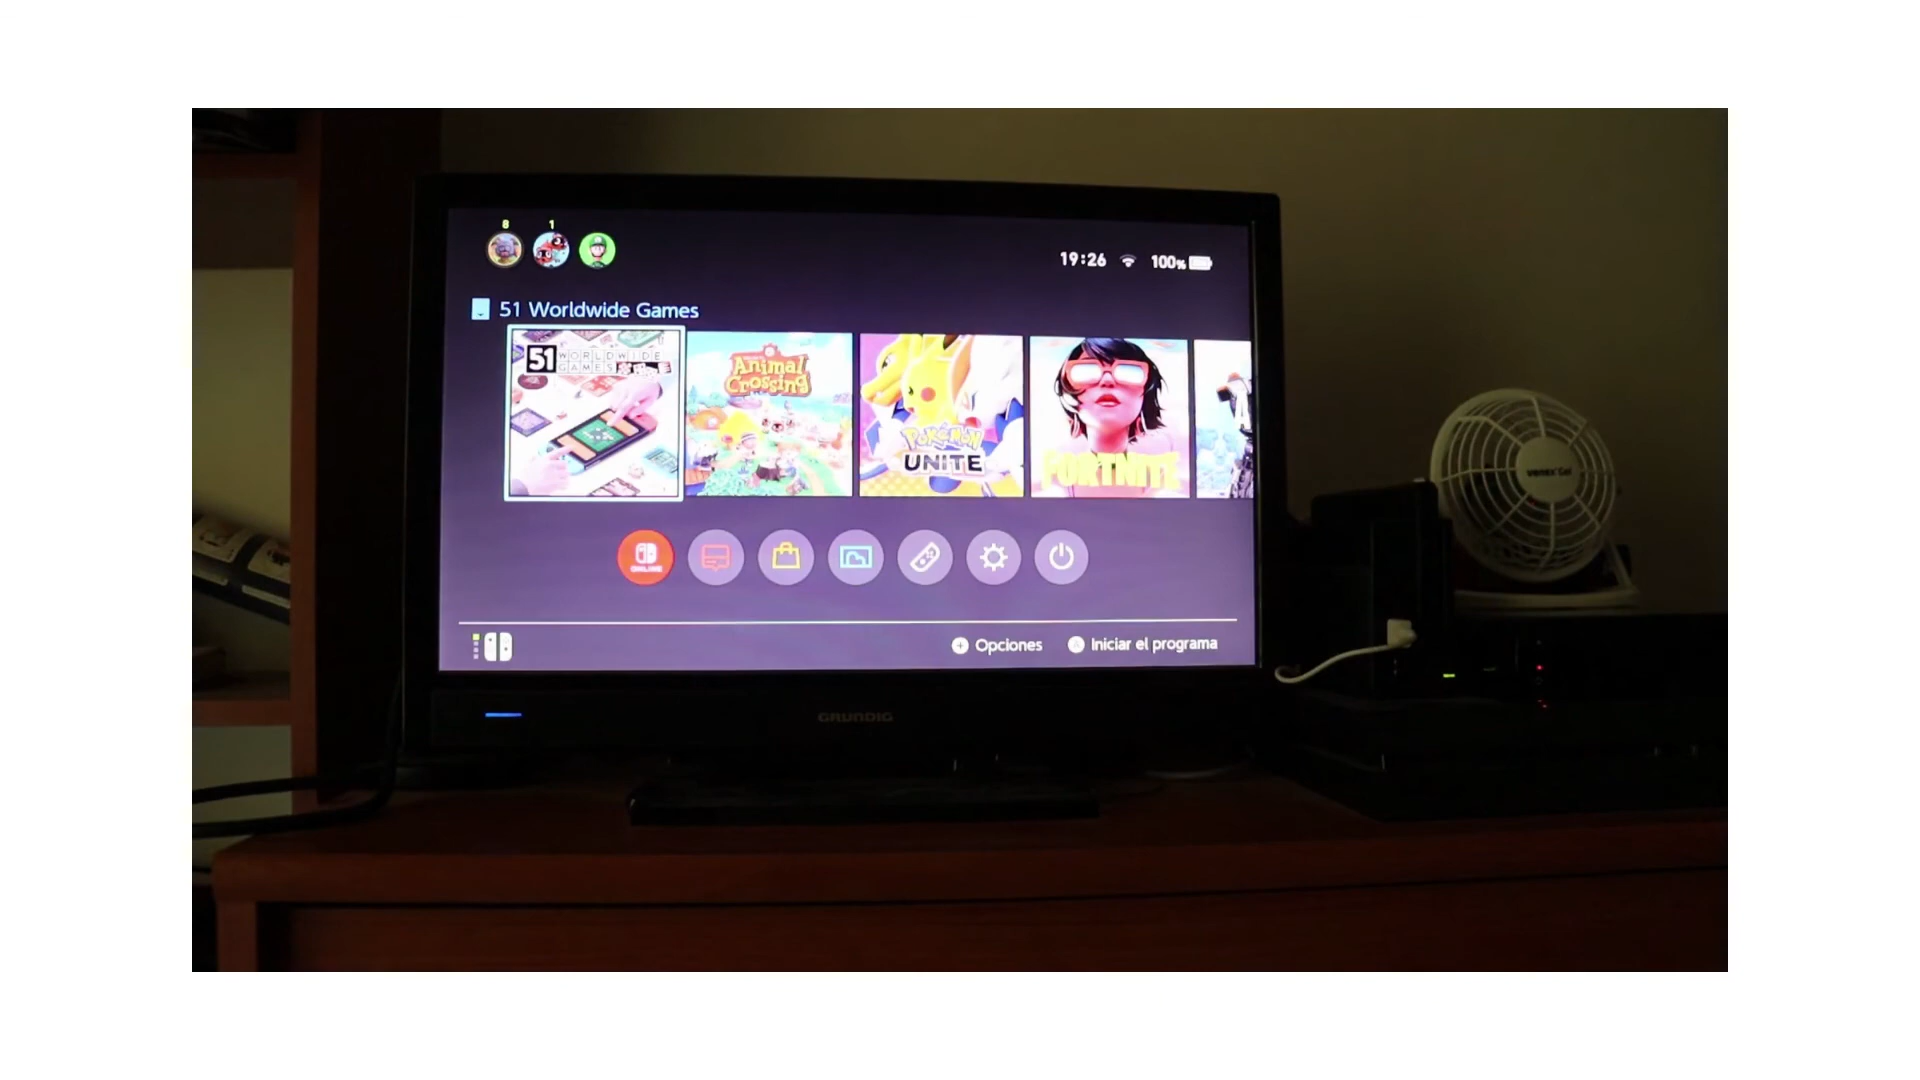 8 1
19:26 100%
51 Worldwide Games
51 WORLDWIDE
GAMES
Animal
Crossing
POKÉMON
UNITE
FORTNITE
Opciones Iniciar el programa
GRUNDIG